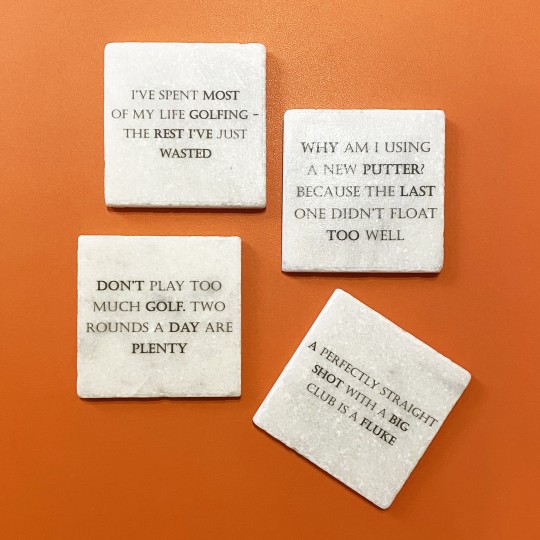 I'VE SPENT MOST
OF MY LIFE GOLFING -
THE REST I'VE JUST
WASTED
WHY AM I USING
A NEW PUTTER?
BECAUSE THE LAST
ONE DIDN'T FLOAT
TOO WELL
DON'T PLAY TOO
MUCH GOLF. TWO
ROUNDS A DAY ARE
PLENTY
A PERFECTLY STRAIGHT
SHOT WITH A BIG
CLUB IS A FLUKE